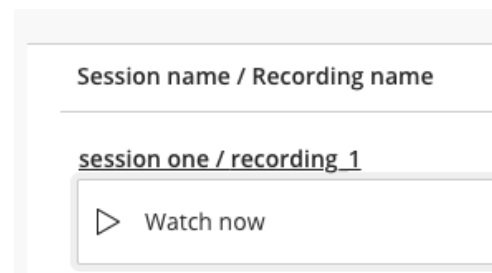 Session name / Recording name
session one / recording_1
Watch now